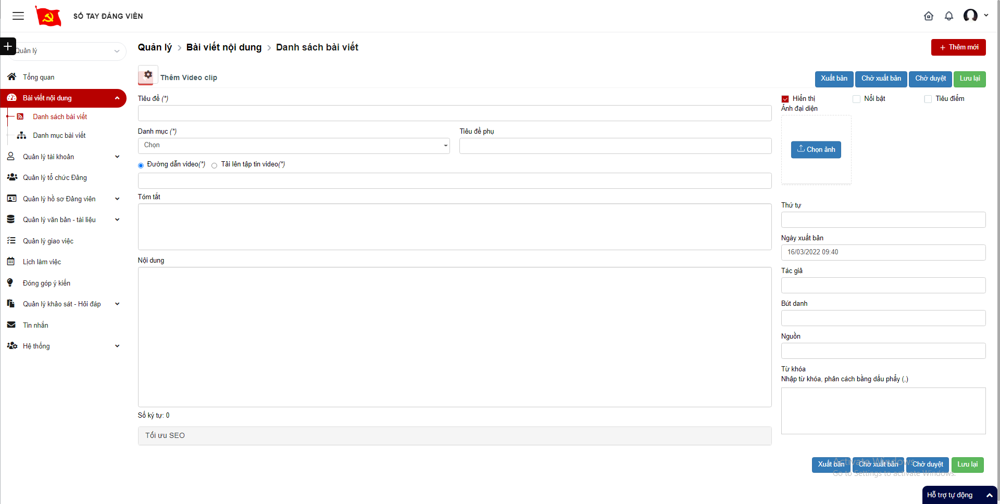 SỔ TAY ĐẢNG VIÊN
Quản lý
Quản lý > Bài viết nội dung > Danh sách bài viết
+ Thêm mới
Tổng quan
Bài viết nội dung
Danh sách bài viết
Danh mục bài viết
Quản lý tài khoản
Quản lý tổ chức Đảng
Quản lý hồ sơ Đảng viên
Quản lý văn bản - tài liệu
Quản lý giao việc
Lịch làm việc
Đóng góp ý kiến
Quản lý khảo sát - Hỏi đáp
Tin nhắn
Hệ thống
Thêm Video clip
Xuất bản Chờ xuất bản Chờ duyệt Lưu lại
Tiêu đề (*)
Danh mục (*) Tiêu đề phụ
Chọn
Đường dẫn video(*) Tải lên tập tin video(*)
Tóm tắt
Nội dung
Số ký tự: 0
Tối ưu SEO
Hiển thị Nổi bật Tiêu điểm
Ảnh đại diện
Chọn ảnh
Thứ tự
Ngày xuất bản
16/03/2022 09:40
Tác giả
Bút danh
Nguồn
Từ khóa
Nhập từ khóa, phân cách bằng dấu phẩy (,)
Xuất bản Chờ xuất bản Chờ duyệt Lưu lại
Activate Windows
Go to Settings to activate Windows.
Hỗ trợ tự động